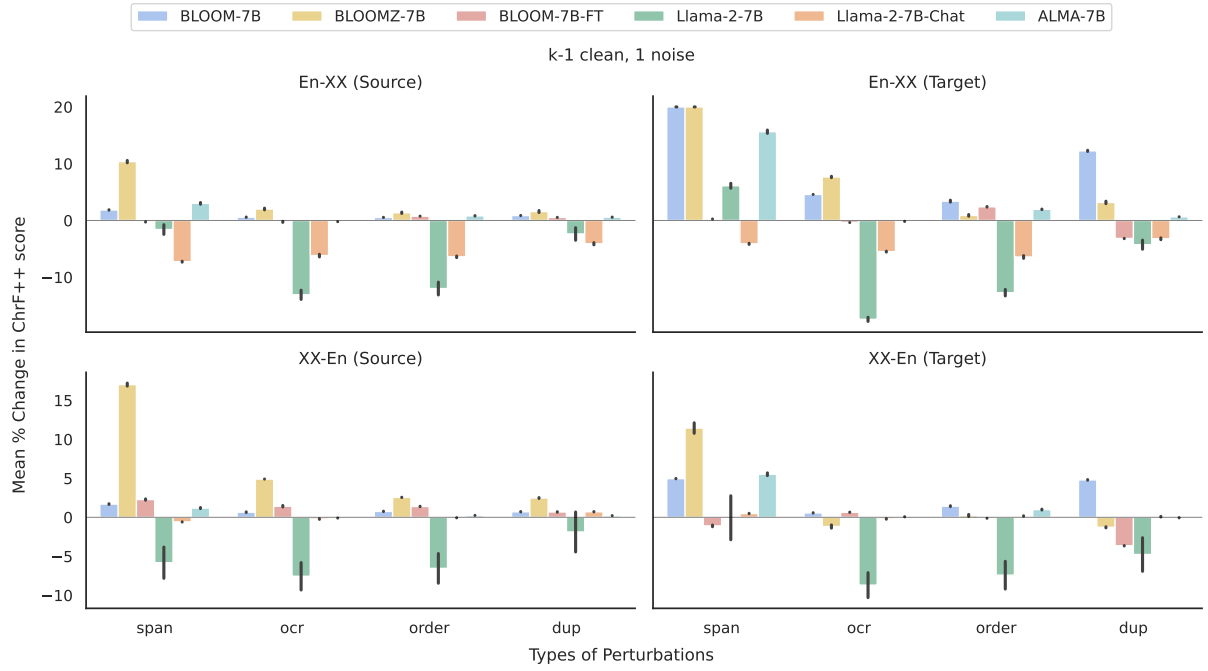 BLOOM-7B BLOOMZ-7B BLOOM-7B-FT Llama-2-7B Llama-2-7B-Chat ALMA-7B
k-1 clean, 1 noise
En-XX (Source) En-XX (Target)
20
10
0
−10
XX-En (Source) XX-En (Target)
15
10
5
0
−5
−10
span ocr order dup span ocr order dup
Mean % Change in ChrF++ score
Types of Perturbations